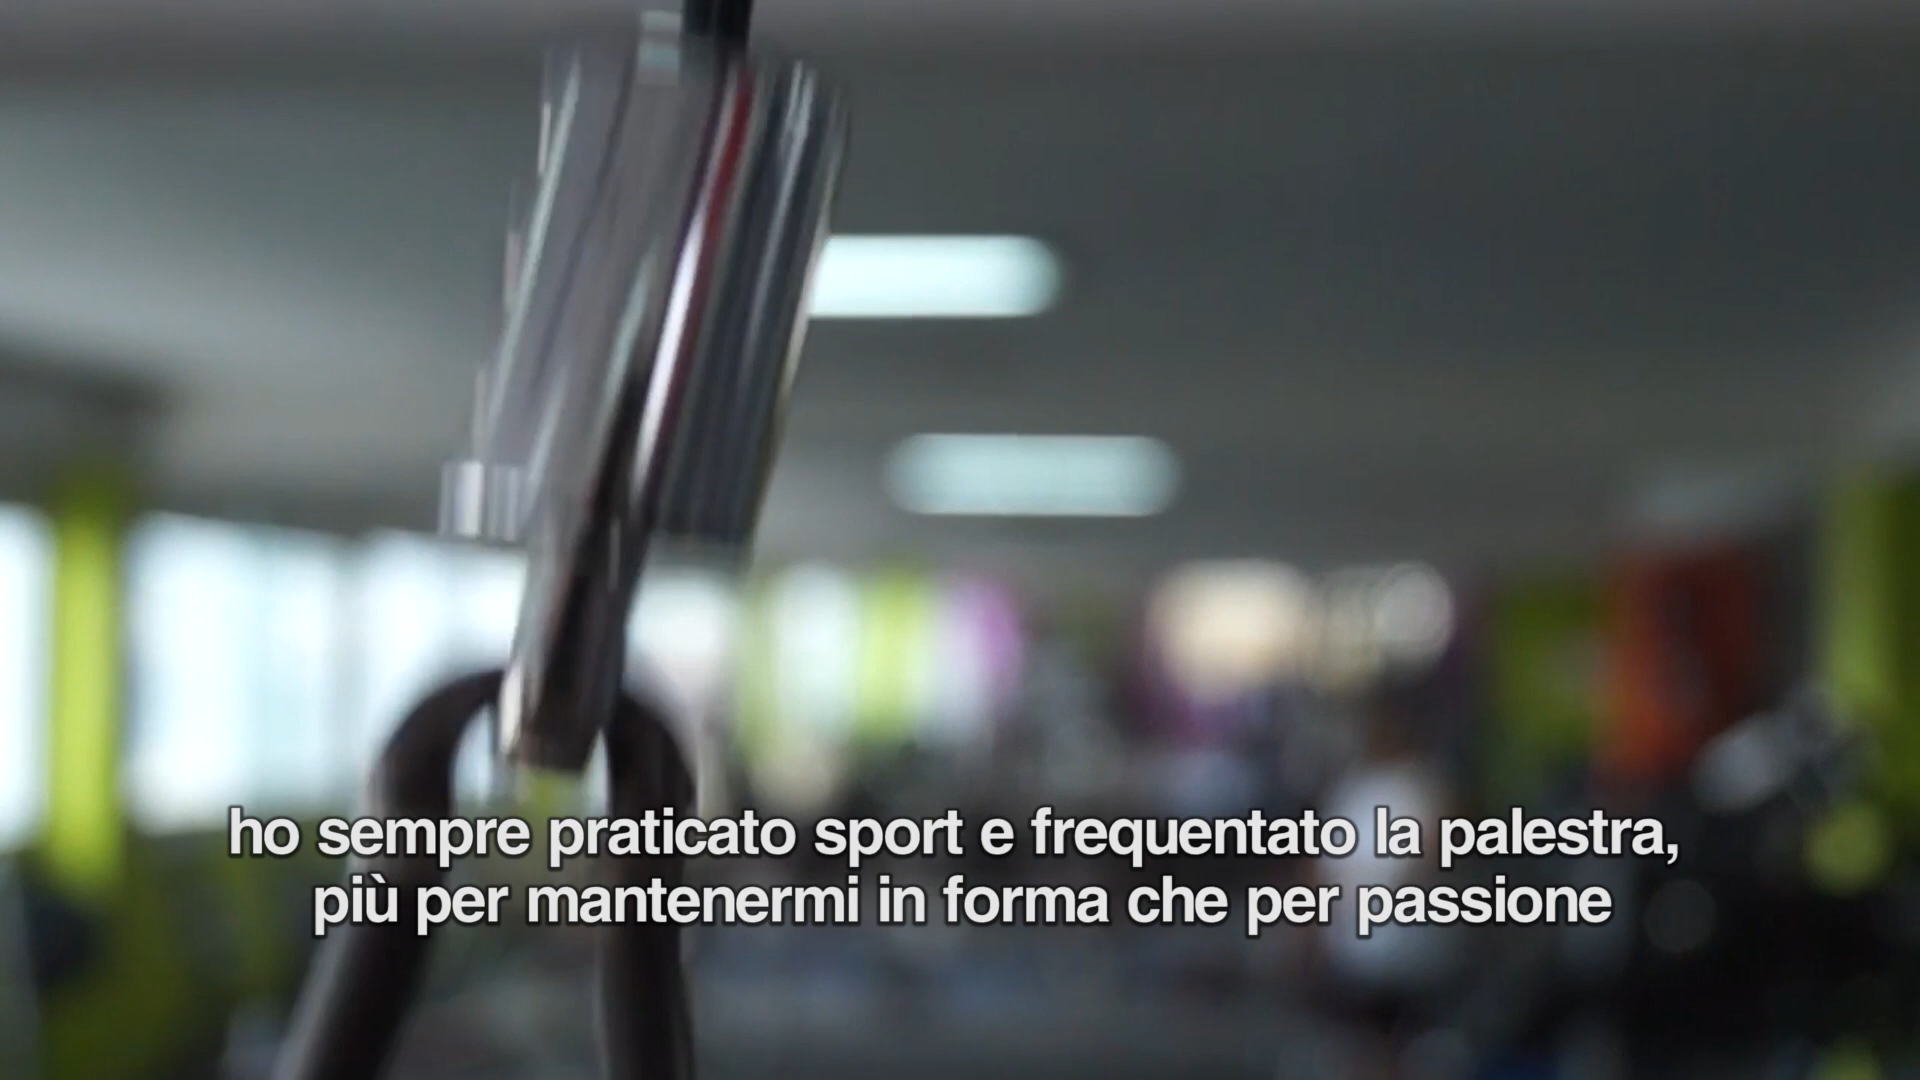 ho sempre praticato sport e frequentato la palestra,
più per mantenermi in forma che per passione